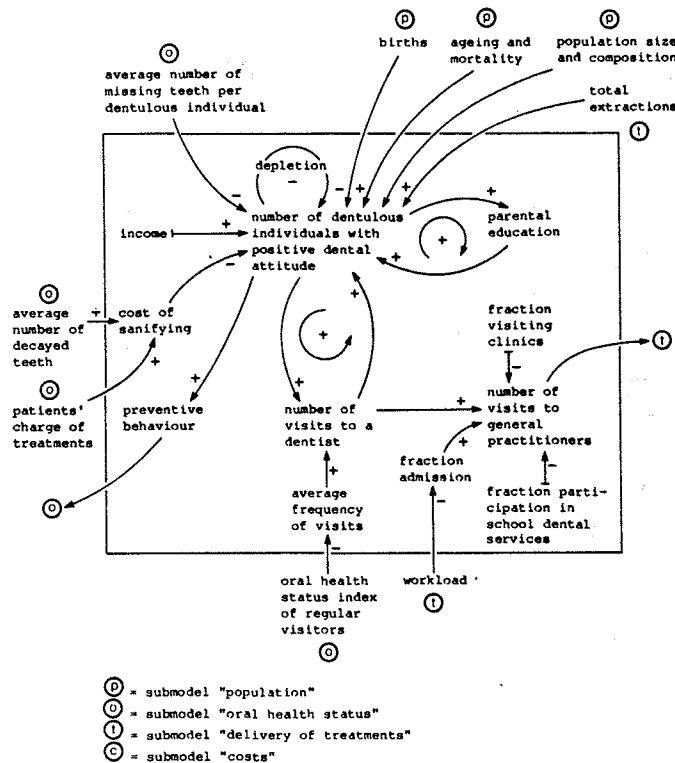 p
births
p
ageing and
mortality
p
population size
and composition
o
average number of
missing teeth per
dentulous individual
total
extractions
t
depletion
−
−
− + + +
+
number of dentulous
individuals with
positive dental
attitude
income
+
−
+
+
+
parental
education
o
average
number of
decayed
teeth
+
cost of
sanifying
+
+
fraction
visiting
clinics
−
t
o
patients'
charge of
treatments
+
preventive
behaviour
+
number of
visits to a
dentist
+
number of
visits to
general
practitioners
+
fraction
admission
−
−
o
+
average
frequency
of visits
−
fraction parti-
cipation in
school dental
services
oral health
status index
of regular
visitors
o
workload
t
p = submodel "population"
o = submodel "oral health status"
t = submodel "delivery of treatments"
c = submodel "costs"